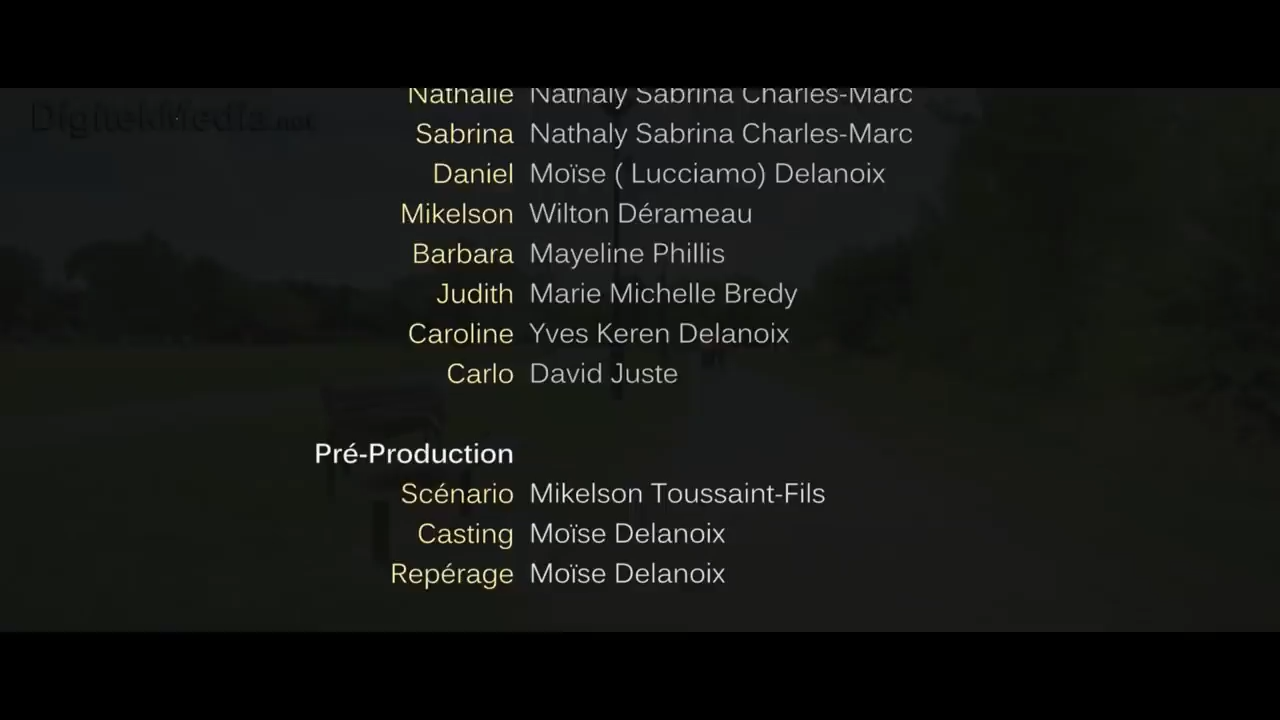 DigitekMedia.net
Nathalie Nathaly Sabrina Charles-Marc
Sabrina Nathaly Sabrina Charles-Marc
Daniel Moïse ( Lucciamo) Delanoix
Mikelson Wilton Dérameau
Barbara Mayeline Phillis
Judith Marie Michelle Bredy
Caroline Yves Keren Delanoix
Carlo David Juste
Pré-Production
Scénario Mikelson Toussaint-Fils
Casting Moïse Delanoix
Repérage Moïse Delanoix